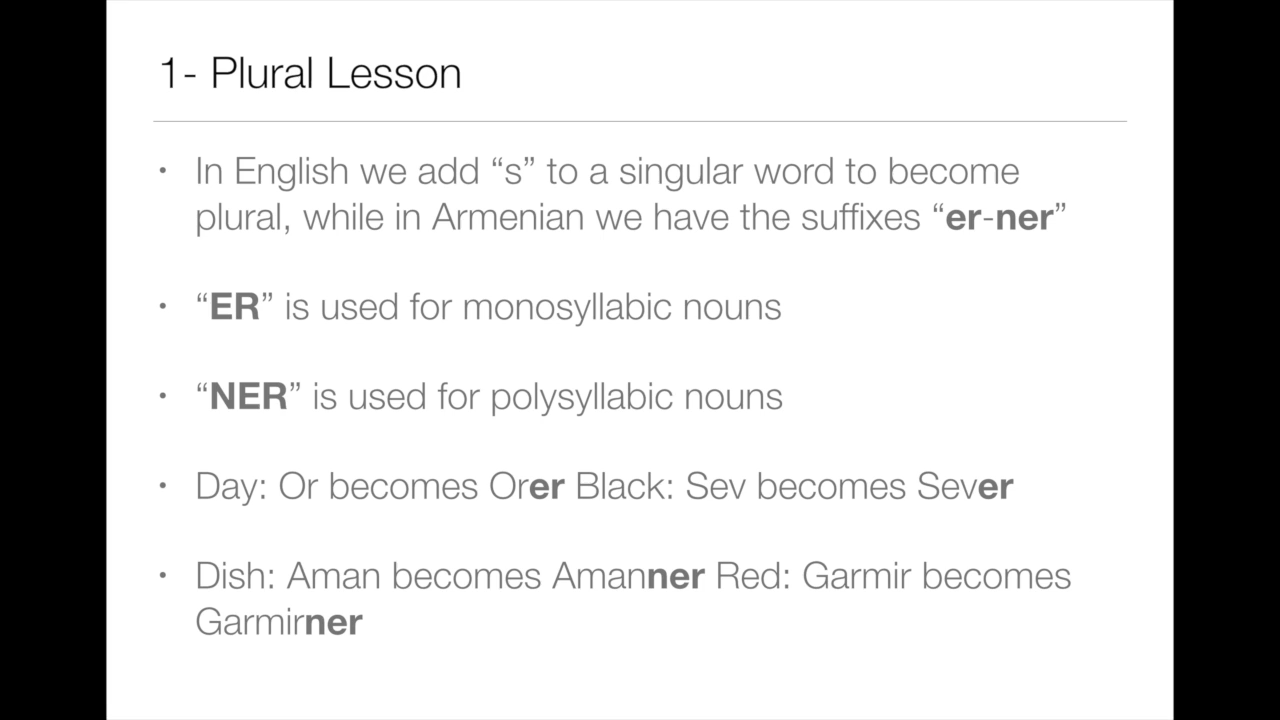 1- Plural Lesson
• In English we add “s” to a singular word to become
plural, while in Armenian we have the suffixes “er-ner”
• “ER” is used for monosyllabic nouns
• “NER” is used for polysyllabic nouns
• Day: Or becomes Orer Black: Sev becomes Sever
• Dish: Aman becomes Amanner Red: Garmir becomes
Garmirner